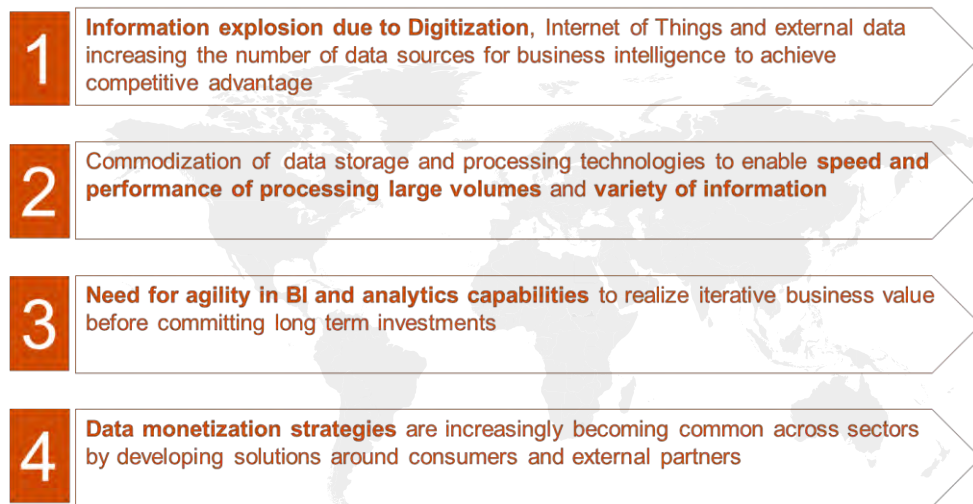 1
Information explosion due to Digitization, Internet of Things and external data
increasing the number of data sources for business intelligence to achieve
competitive advantage
2
Commodization of data storage and processing technologies to enable speed and
performance of processing large volumes and variety of information
3
Need for agility in BI and analytics capabilities to realize iterative business value
before committing long term investments
4
Data monetization strategies are increasingly becoming common across sectors
by developing solutions around consumers and external partners